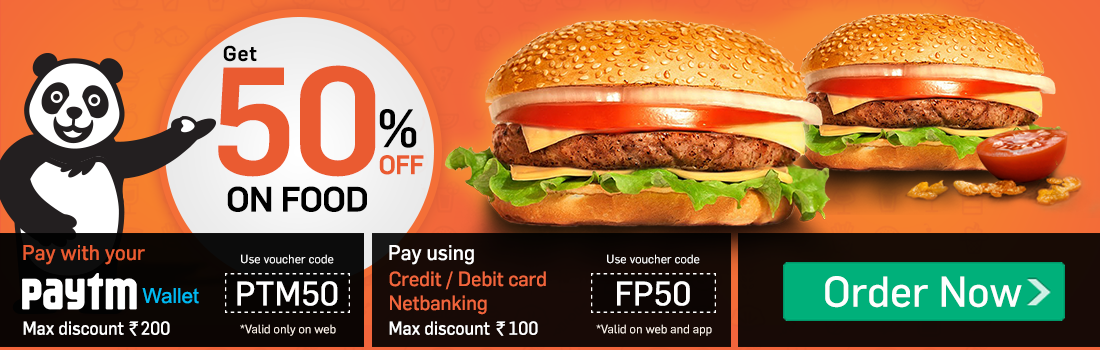 Get
50%
OFF
ON FOOD
Pay with your
paytm Wallet
Max discount ₹200
Use voucher code
PTM50
*Valid only on web
Pay using
Credit / Debit card
Netbanking
Max discount ₹100
Use voucher code
FP50
*Valid on web and app
Order Now